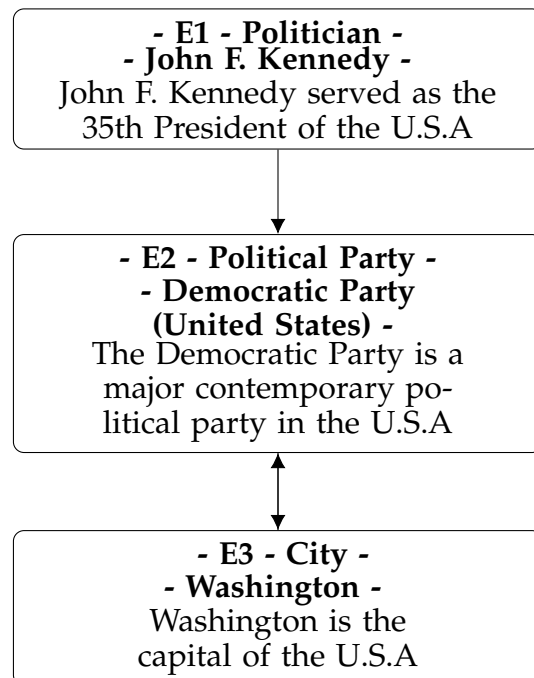 - E1 - Politician -
- John F. Kennedy -
John F. Kennedy served as the
35th President of the U.S.A
- E2 - Political Party -
- Democratic Party
(United States) -
The Democratic Party is a
major contemporary po-
litical party in the U.S.A
- E3 - City -
- Washington -
Washington is the
capital of the U.S.A